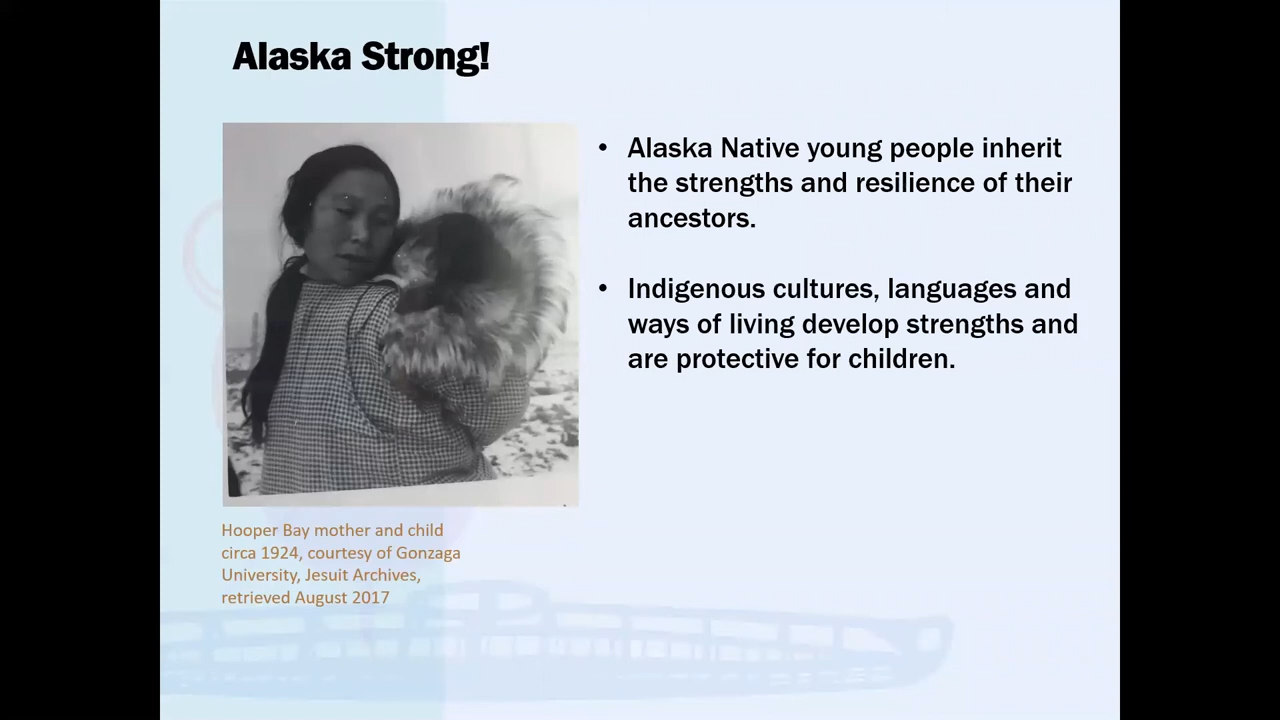 Alaska Strong!
• Alaska Native young people inherit
the strengths and resilience of their
ancestors.
• Indigenous cultures, languages and
ways of living develop strengths and
are protective for children.
Hooper Bay mother and child
circa 1924, courtesy of Gonzaga
University, Jesuit Archives,
retrieved August 2017